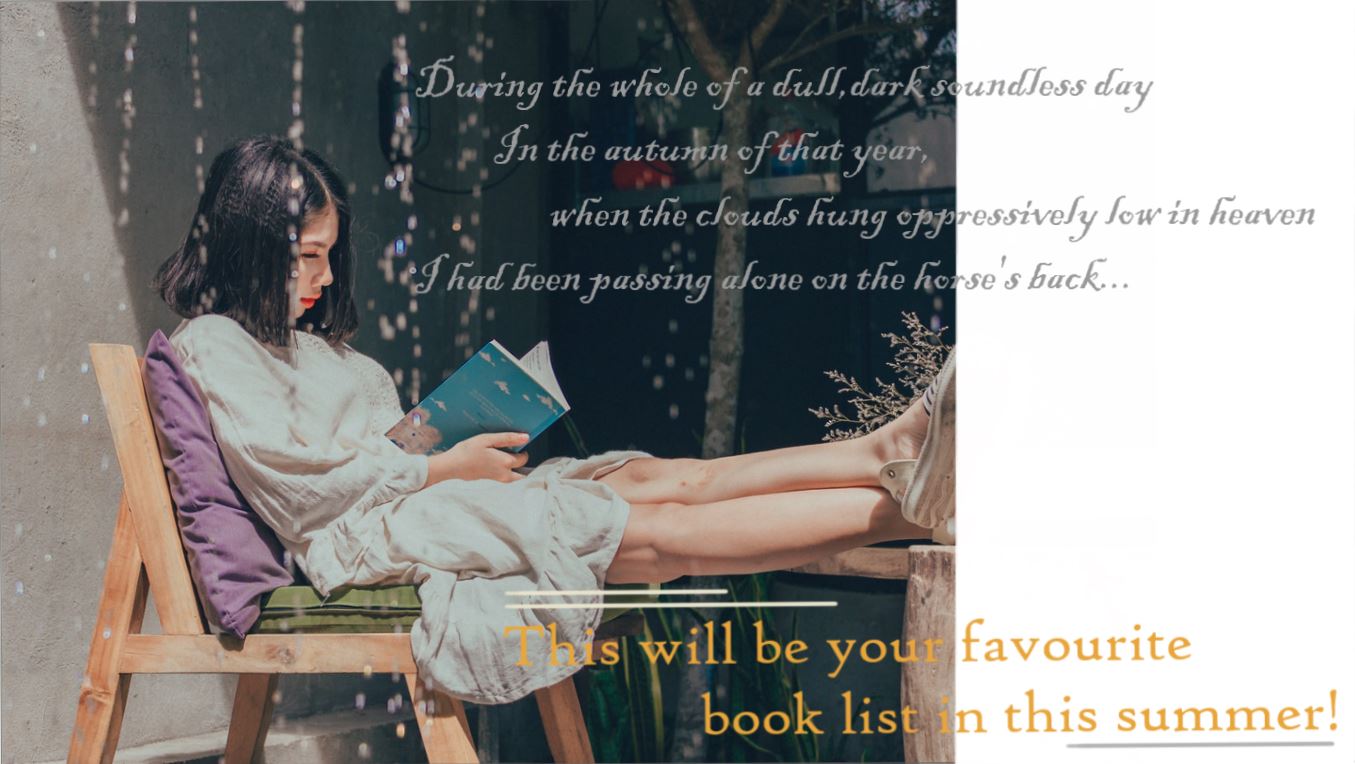 During the whole of a dull,dark soundless day
In the autumn of that year,
when the clouds hung oppressively low in heaven
I had been passing alone on the horse's back...
This will be your favourite
book list in this summer!